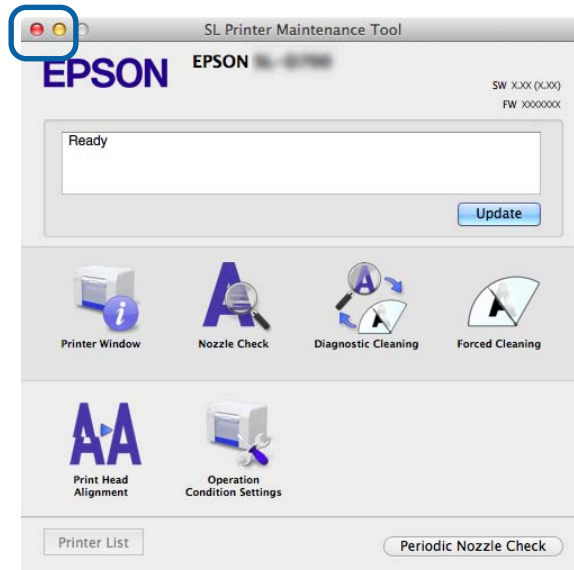 SL Printer Maintenance Tool
EPSON
EPSON
SW X.XX (X.XX)
FW XXXXXXX
Ready
Update
Printer Window
Nozzle Check
Diagnostic Cleaning
Forced Cleaning
Print Head
Alignment
Operation
Condition Settings
Printer List
Periodic Nozzle Check